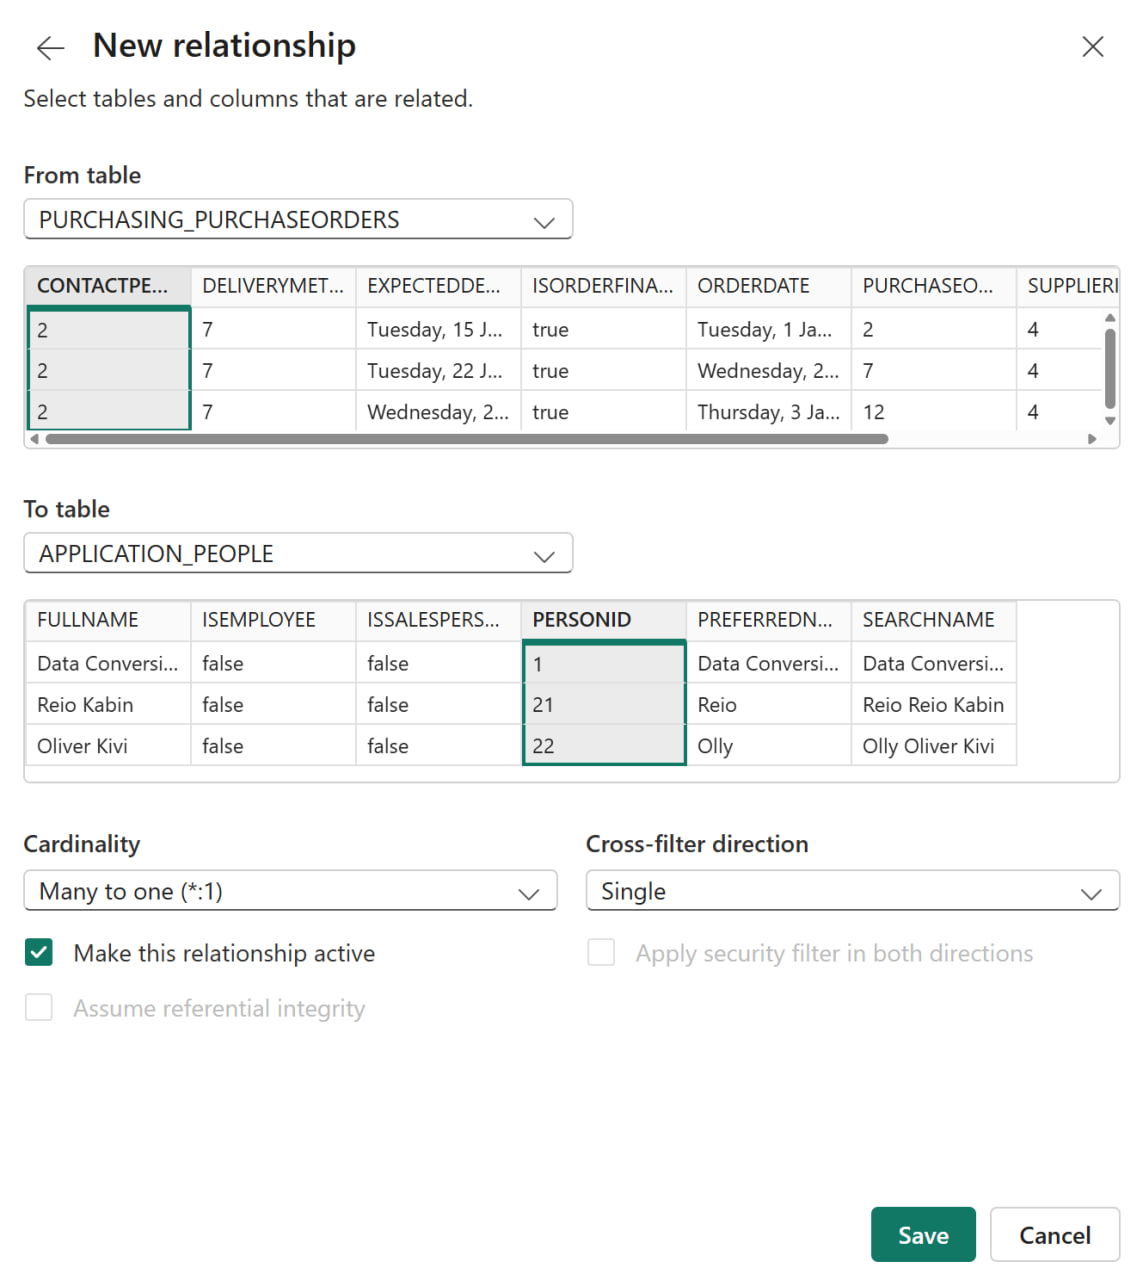 New relationship
Select tables and columns that are related.
From table
PURCHASING_PURCHASEORDERS
CONTACTPE... DELIVERYMET... EXPECTEDDE... ISORDERFINA... ORDERDATE PURCHASEO... SUPPLIERI
2 7 Tuesday, 15 J... true Tuesday, 1 Ja... 2 4
2 7 Tuesday, 22 J... true Wednesday, 2... 7 4
2 7 Wednesday, 2... true Thursday, 3 Ja... 12 4
To table
APPLICATION_PEOPLE
FULLNAME ISEMPLOYEE ISSALESPERS... PERSONID PREFERREDN... SEARCHNAME
Data Conversi... false false 1 Data Conversi... Data Conversi...
Reio Kabin false false 21 Reio Reio Reio Kabin
Oliver Kivi false false 22 Olly Olly Oliver Kivi
Cardinality Cross-filter direction
Many to one (*:1) Single
Make this relationship active Apply security filter in both directions
Assume referential integrity
Save Cancel